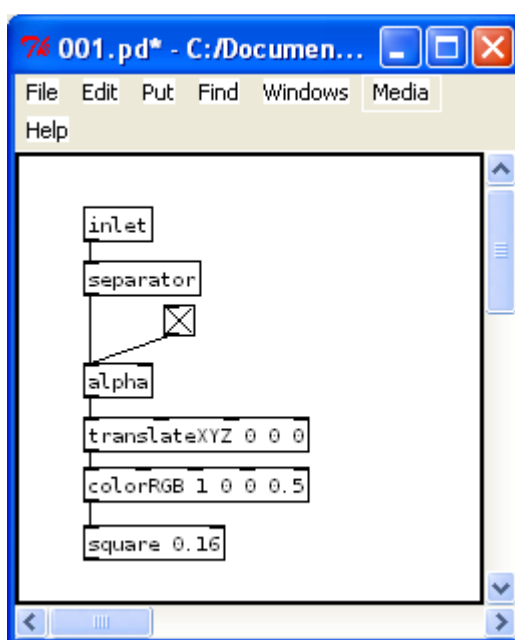 001.pd* - C:/Documen...
File Edit Put Find Windows Media
Help
inlet
separator
alpha
translateXYZ 0 0 0
colorRGB 1 0 0 0.5
square 0.16